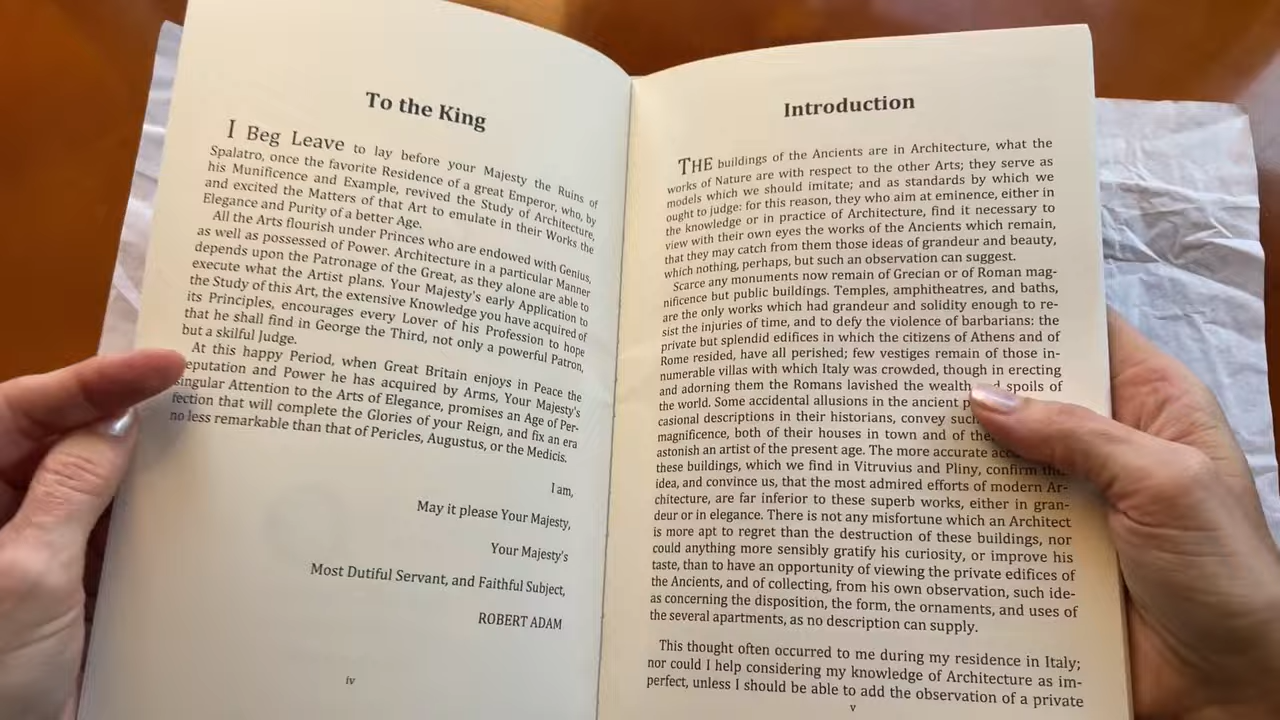 To the King
I Beg Leave to lay before your Majesty the Ruins of
Spalatro, once the favorite Residence of a great Emperor, who, by
his Munificence and Example, revived the Study of Architecture,
and excited the Matters of that Art to emulate in their Works the
Elegance and Purity of a better Age.
All the Arts flourish under Princes who are endowed with Genius,
as well as possessed of Power. Architecture in a particular Manner
depends upon the Patronage of the Great, as they alone are able to
execute what the Artist plans. Your Majesty's early Application to
the Study of this Art, the extensive Knowledge you have acquired of
its Principles, encourages every Lover of his Profession to hope
that he shall find in George the Third, not only a powerful Patron,
but a skilful Judge.
At this happy Period, when Great Britain enjoys in Peace the
eputation and Power he has acquired by Arms, Your Majesty's
singular Attention to the Arts of Elegance, promises an Age of Per-
fection that will complete the Glories of your Reign, and fix an era
no less remarkable than that of Pericles, Augustus, or the Medicis.
I am,
May it please Your Majesty,
Your Majesty's
Most Dutiful Servant, and Faithful Subject,
ROBERT ADAM
iv
Introduction
THE buildings of the Ancients are in Architecture, what the
works of Nature are with respect to the other Arts; they serve as
models which we should imitate; and as standards by which we
ought to judge: for this reason, they who aim at eminence, either in
the knowledge or in practice of Architecture, find it necessary to
view with their own eyes the works of the Ancients which remain,
that they may catch from them those ideas of grandeur and beauty,
which nothing, perhaps, but such an observation can suggest.
Scarce any monuments now remain of Grecian or of Roman mag-
nificence but public buildings. Temples, amphitheatres, and baths,
are the only works which had grandeur and solidity enough to re-
sist the injuries of time, and to defy the violence of barbarians: the
private but splendid edifices in which the citizens of Athens and of
Rome resided, have all perished; few vestiges remain of those in-
numerable villas with which Italy was crowded, though in erecting
and adorning them the Romans lavished the wealth spoils of
the world. Some accidental allusions in the ancient
casional descriptions in their historians, convey such
magnificence, both of their houses in town and of
astonish an artist of the present age. The more accurate
these buildings, which we find in Vitruvius and Pliny, confirm
idea, and convince us, that the most admired efforts of modern Ar-
chitecture, are far inferior to these superb works, either in gran-
deur or in elegance. There is not any misfortune which an Architect
is more apt to regret than the destruction of these buildings, nor
could anything more sensibly gratify his curiosity, or improve his
taste, than to have an opportunity of viewing the private edifices of
the Ancients, and of collecting, from his own observation, such ide-
as concerning the disposition, the form, the ornaments, and uses of
the several apartments, as no description can supply.
This thought often occurred to me during my residence in Italy;
nor could I help considering my knowledge of Architecture as im-
perfect, unless I should be able to add the observation of a private
v